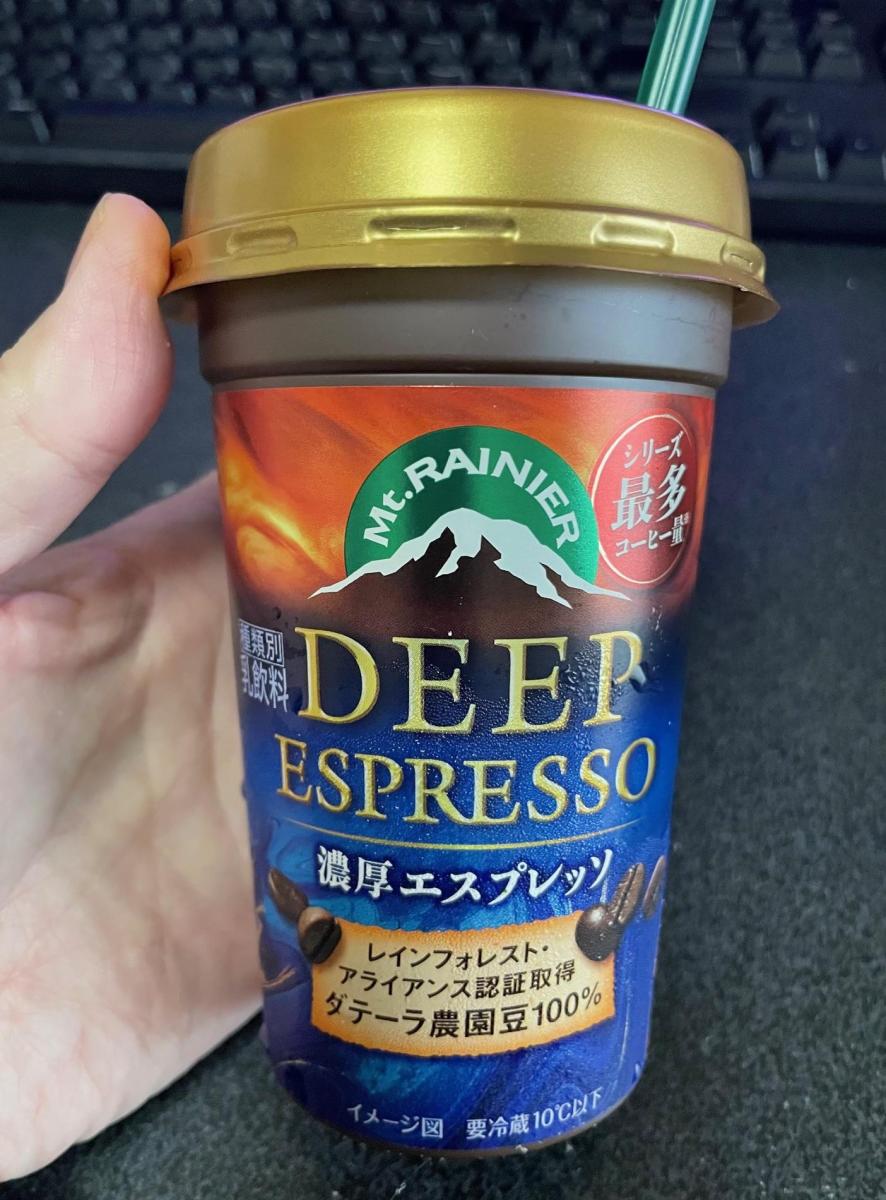 Mt.RAINIER
シリーズ
最多
コーヒー量※
種類別
乳飲料
DEEP
ESPRESSO
濃厚エスプレッソ
レインフォレスト・
アライアンス認証取得
ダテーラ農園豆100%
イメージ図 要冷蔵10℃以下